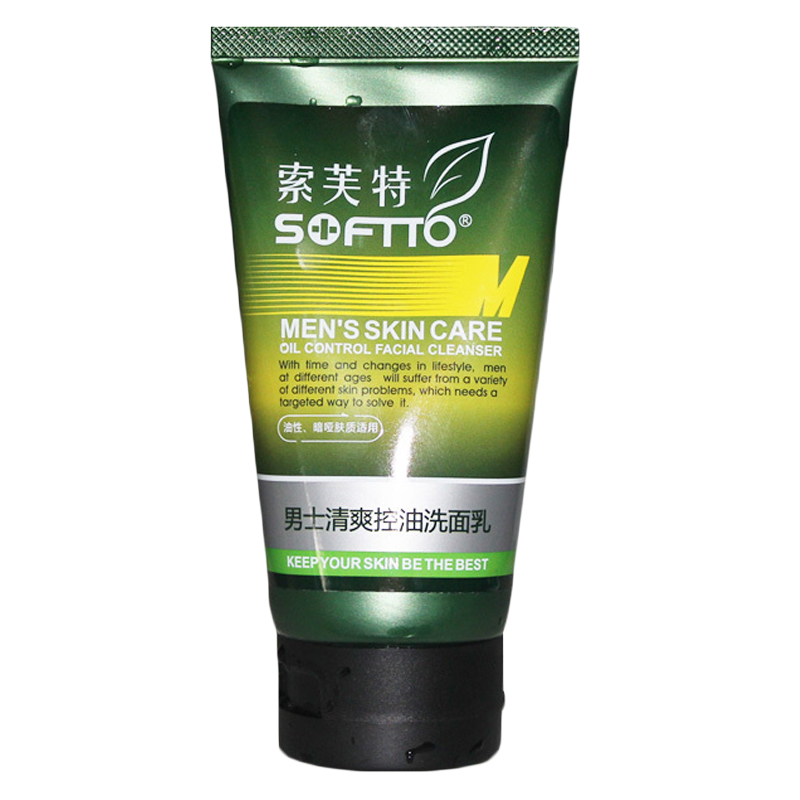 索芙特
SOFTTO®
M
MEN'S SKIN CARE
OIL CONTROL FACIAL CLEANSER
With time and changes in lifestyle, men
at different ages will suffer from a variety
of different skin problems, which needs a
targeted way to solve it.
油性、暗哑肤质适用
男士清爽控油洗面乳
KEEP YOUR SKIN BE THE BEST